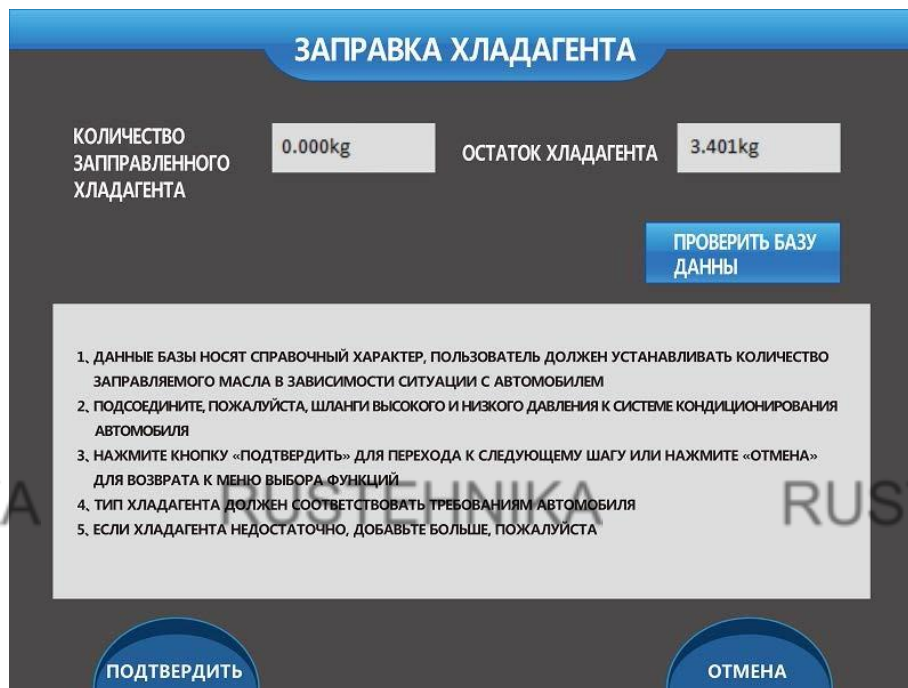 ЗАПРАВКА ХЛАДАГЕНТА
КОЛИЧЕСТВО
ЗАППРАВЛЕННОГО
ХЛАДАГЕНТА
0.000kg
ОСТАТОК ХЛАДАГЕНТА
3.401kg
ПРОВЕРИТЬ БАЗУ
ДАННЫ
1、ДАННЫЕ БАЗЫ НОСЯТ СПРАВОЧНЫЙ ХАРАКТЕР, ПОЛЬЗОВАТЕЛЬ ДОЛЖЕН УСТАНАВЛИВАТЬ КОЛИЧЕСТВО
ЗАПРАВЛЯЕМОГО МАСЛА В ЗАВИСИМОСТИ СИТУАЦИИ С АВТОМОБИЛЕМ
2、ПОДСОЕДИНИТЕ, ПОЖАЛУЙСТА, ШЛАНГИ ВЫСОКОГО И НИЗКОГО ДАВЛЕНИЯ К СИСТЕМЕ КОНДИЦИОНИРОВАНИЯ
АВТОМОБИЛЯ
3、НАЖМИТЕ КНОПКУ «ПОДТВЕРДИТЬ» ДЛЯ ПЕРЕХОДА К СЛЕДУЮЩЕМУ ШАГУ ИЛИ НАЖМИТЕ «ОТМЕНА»
ДЛЯ ВОЗВРАТА К МЕНЮ ВЫБОРА ФУНКЦИЙ
4、ТИП ХЛАДАГЕНТА ДОЛЖЕН СООТВЕТСТВОВАТЬ ТРЕБОВАНИЯМ АВТОМОБИЛЯ
5、ЕСЛИ ХЛАДАГЕНТА НЕДОСТАТОЧНО, ДОБАВЬТЕ БОЛЬШЕ, ПОЖАЛУЙСТА
RUSTEHNIKA
ПОДТВЕРДИТЬ
ОТМЕНА